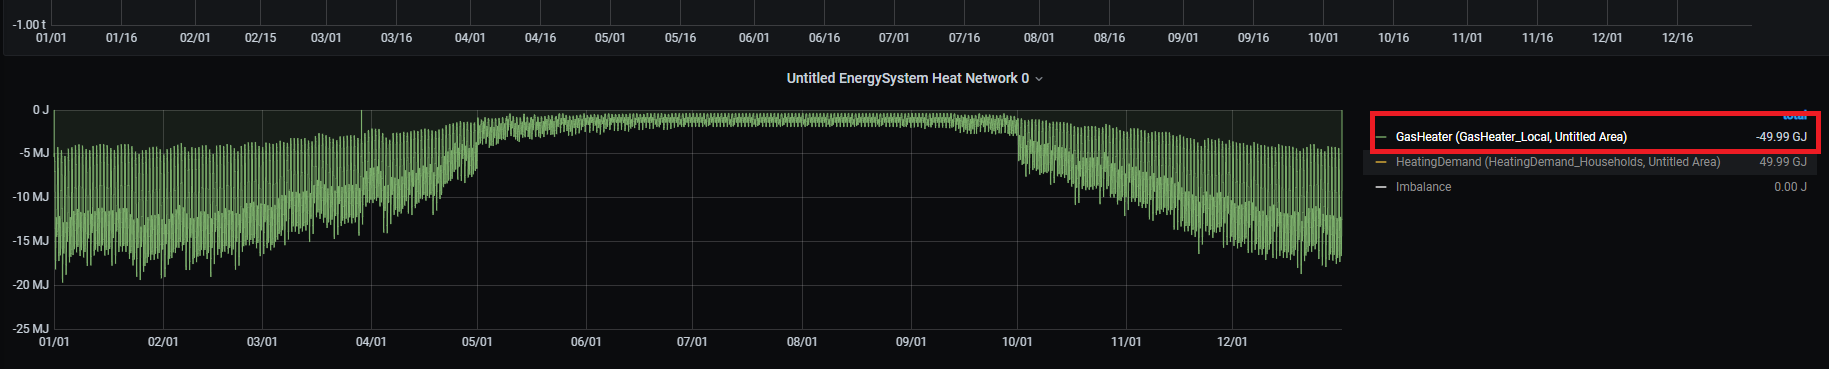 -1.00 t
01/01 01/16 02/01 02/15 03/01 03/16 04/01 04/16 05/01 05/16 06/01 06/16 07/01 07/16 08/01 08/16 09/01 09/16 10/01 10/16 11/01 11/16 12/01 12/16
Untitled EnergySystem Heat Network 0
0 J
-5 MJ
-10 MJ
-15 MJ
-20 MJ
-25 MJ
01/01 02/01 03/01 04/01 05/01 06/01 07/01 08/01 09/01 10/01 11/01 12/01
total
GasHeater (GasHeater_Local, Untitled Area) -49.99 GJ
HeatingDemand (HeatingDemand_Households, Untitled Area) 49.99 GJ
Imbalance 0.00 J